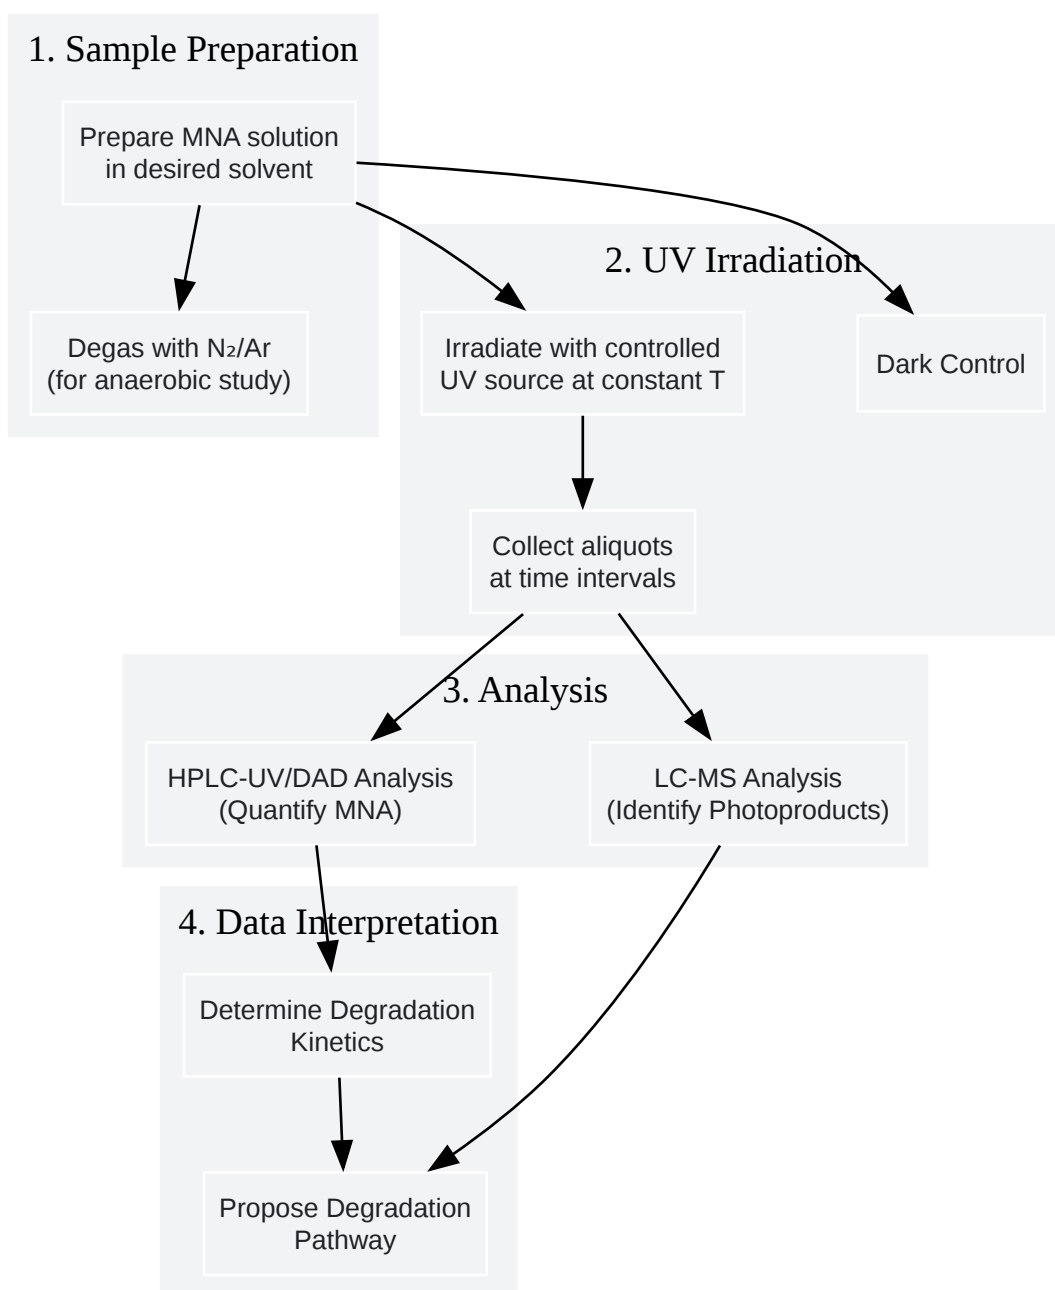 1. Sample Preparation
Prepare MNA solution
in desired solvent
Degas with N₂/Ar
(for anaerobic study)
2. UV Irradiation
Irradiate with controlled
UV source at constant T
Dark Control
Collect aliquots
at time intervals
3. Analysis
HPLC-UV/DAD Analysis
(Quantify MNA)
LC-MS Analysis
(Identify Photoproducts)
4. Data Interpretation
Determine Degradation
Kinetics
Propose Degradation
Pathway